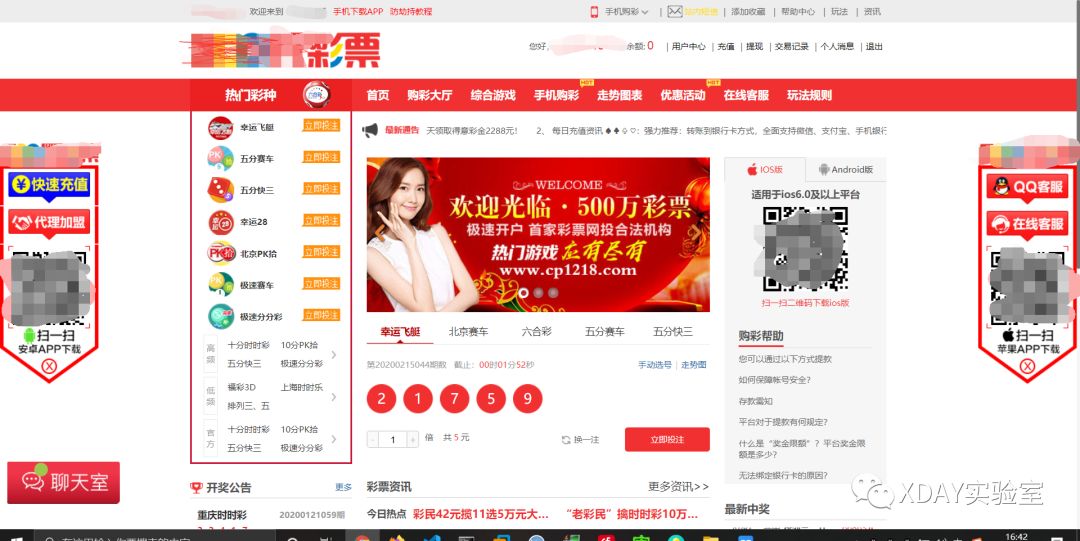 欢迎来到
手机下载APP 防劫持教程
手机购彩 | 站内短信 | 添加收藏 | 帮助中心 | 玩法 | 资讯
彩票
您好, 余额: 0 | 用户中心 | 充值 | 提现 | 交易记录 | 个人消息 | 退出
热门彩种
首页 购彩大厅 综合游戏 手机购彩 走势图表 优惠活动 在线客服 玩法规则
HOT
HOT
幸运飞艇 立即投注
五分赛车 立即投注
五分快三 立即投注
幸运28 立即投注
北京PK拾 立即投注
极速赛车 立即投注
极速分分彩 立即投注
高频
十分时时彩 10分PK拾
五分快三 极速分分彩
低频
福彩3D 上海时时乐
排列三、五
官方
十分时时彩 10分PK拾
五分快三 极速分分彩
最新通告 天领取得意彩金2288元! 2、 每日充值资讯♠♣♤♡:强力推荐:转账到银行卡方式,全面支持微信、支付宝、手机银行
WELCOME
欢迎光临·500万彩票
极速开户 首家彩票网投合法机构
热门游戏 应有尽有
www.cp1218.com
幸运飞艇 北京赛车 六合彩 五分赛车 五分快三
第20200215044期数 截止: 00时01分52秒 手动选号 | 走势图
2 1 7 5 9
- 1 + 倍 共 5 元 换一注 立即投注
IOS版 Android版
适用于ios6.0及以上平台
扫一扫二维码下载ios版
购彩帮助
您可以通过以下方式提款
如何保障帐号安全?
存款需知
平台对于提款有何规定?
什么是“奖金限额”?平台奖金限
额是多少?
无法绑定银行卡的原因?
快速充值
代理加盟
扫一扫
安卓APP下载
QQ客服
在线客服
扫一扫
苹果APP下载
聊天室
开奖公告 更多
重庆时时彩 20200121059期
彩票资讯 更多资讯>>
今日热点 彩民42元揽11选5万元大... “老彩民”擒时时彩10万...
最新中奖
XDAY实验室
16:42